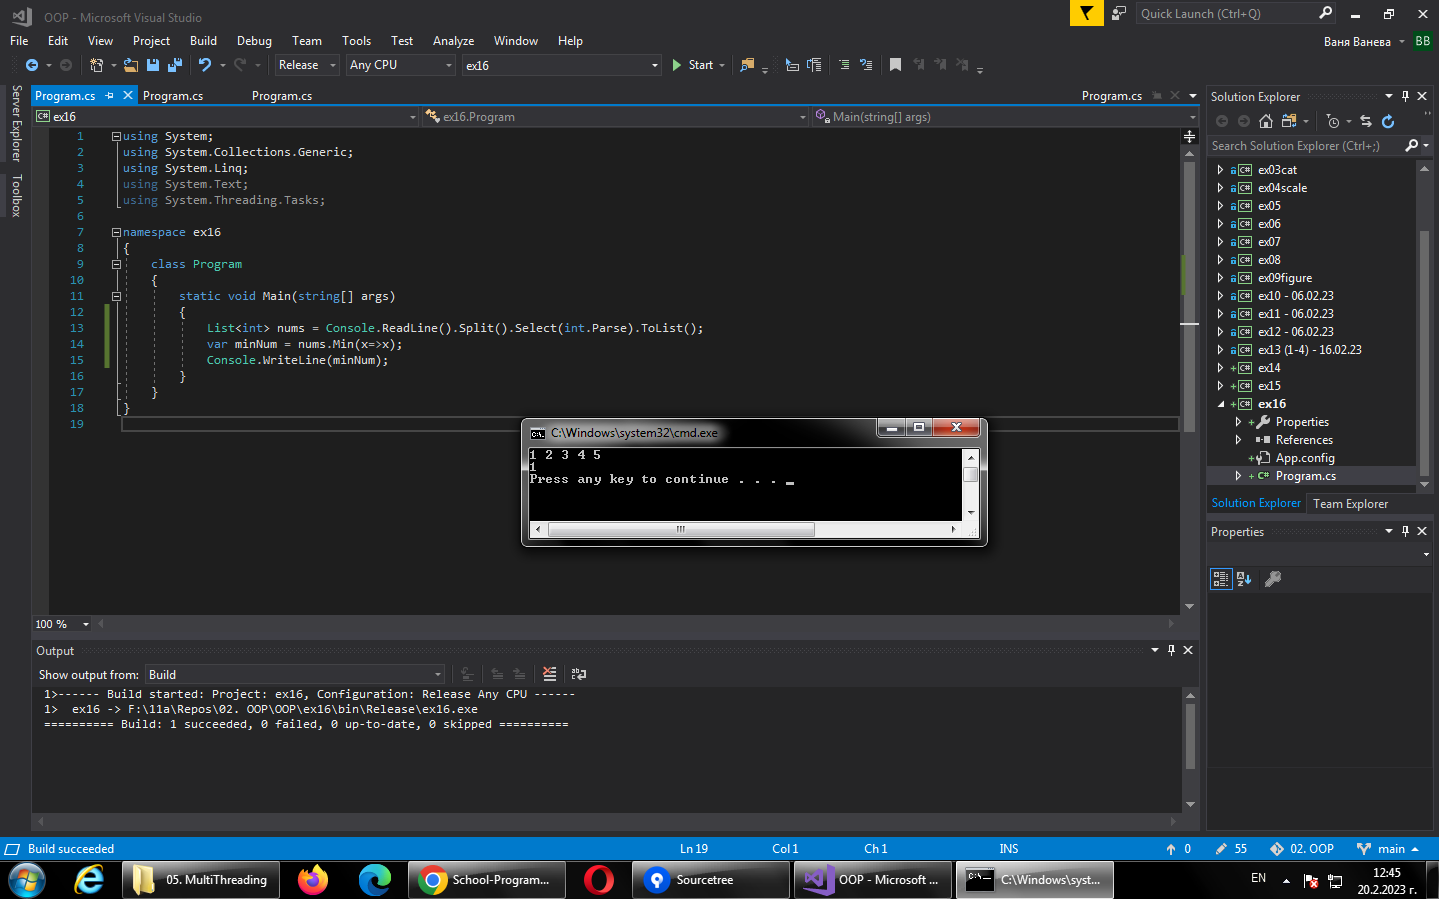 OOP - Microsoft Visual Studio
Quick Launch (Ctrl+Q)
File Edit View Project Build Debug Team Tools Test Analyze Window Help
Ваня Ванева BB
Release Any CPU ex16 Start
Server Explorer
Toolbox
Program.cs Program.cs Program.cs Program.cs
ex16 ex16.Program Main(string[] args)
1 using System;
2 using System.Collections.Generic;
3 using System.Linq;
4 using System.Text;
5 using System.Threading.Tasks;
6
7 namespace ex16
8 {
9 class Program
10 {
11 static void Main(string[] args)
12 {
13 List<int> nums = Console.ReadLine().Split().Select(int.Parse).ToList();
14 var minNum = nums.Min(x=>x);
15 Console.WriteLine(minNum);
16 }
17 }
18 }
19
C:\Windows\system32\cmd.exe
1 2 3 4 5
1
Press any key to continue . . . _
100 %
Output
Show output from: Build
1>------ Build started: Project: ex16, Configuration: Release Any CPU ------
1> ex16 -> F:\11a\Repos\02. OOP\OOP\ex16\bin\Release\ex16.exe
========== Build: 1 succeeded, 0 failed, 0 up-to-date, 0 skipped ==========
Solution Explorer
Search Solution Explorer (Ctrl+;)
ex03cat
ex04scale
ex05
ex06
ex07
ex08
ex09figure
ex10 - 06.02.23
ex11 - 06.02.23
ex12 - 06.02.23
ex13 (1-4) - 16.02.23
ex14
ex15
ex16
Properties
References
App.config
Program.cs
Solution Explorer Team Explorer
Properties
Build succeeded Ln 19 Col 1 Ch 1 INS 0 55 02. OOP main
05. MultiThreading School-Program... Sourcetree OOP - Microsoft ... C:\Windows\syst... EN
12:45
20.2.2023 г.